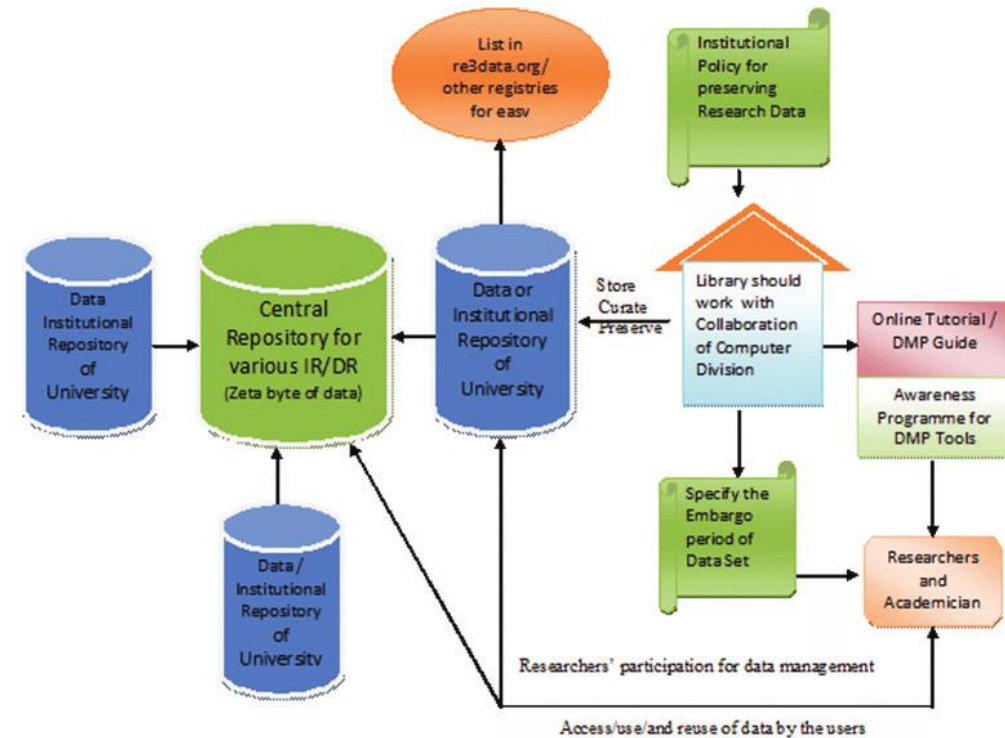 List in
re3data.org/
other registries
for easv
Institutional
Policy for
preserving
Research Data
Data
Institutional
Repository
of
University
Central
Repository for
various IR/DR
(Zeta byte of data)
Data or
Institutional
Repository
of
University
Store
Curate
Preserve
Library should
work with
Collaboration
of Computer
Division
Online Tutorial /
DMP Guide
Awareness
Programme for
DMP Tools
Data /
Institutional
Repository
of
Universitv
Specify the
Embargo
period of
Data Set
Researchers
and
Academician
Researchers' participation for data management
Access/use/and reuse of data by the users